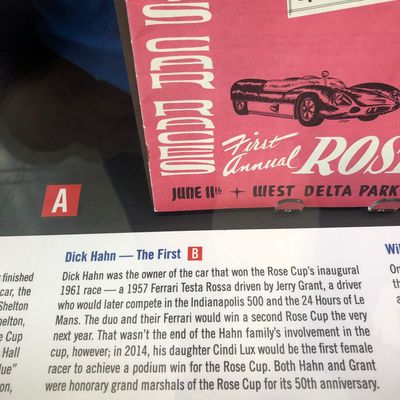 S CAR RACES
First
Annual ROS
JUNE 11th + WEST DELTA PARK
A
Dick Hahn — The First B
Dick Hahn was the owner of the car that won the Rose Cup's inaugural
1961 race — a 1957 Ferrari Testa Rossa driven by Jerry Grant, a driver
who would later compete in the Indianapolis 500 and the 24 Hours of Le
Mans. The duo and their Ferrari would win a second Rose Cup the very
next year. That wasn't the end of the Hahn family's involvement in the
cup, however; in 2014, his daughter Cindi Lux would be the first female
racer to achieve a podium win for the Rose Cup. Both Hahn and Grant
were honorary grand marshals of the Rose Cup for its 50th anniversary.
finished
car, the
Shelton
helton,
e Cup
Hall
lue"
on,
Wi
On